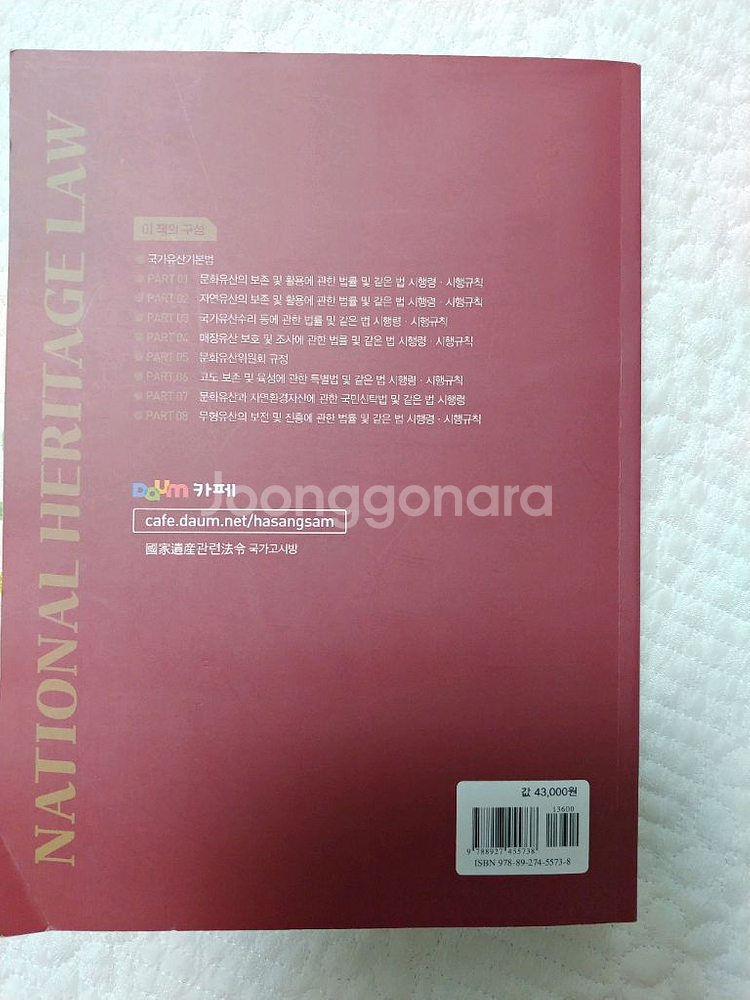 NATIONAL HERITAGE LAW
이 책의 구성
국가유산기본법
PART 01 문화유산의 보존 및 활용에 관한 법률 및 같은 법 시행령 · 시행규칙
PART 02 자연유산의 보존 및 활용에 관한 법률 및 같은 법 시행령 · 시행규칙
PART 03 국가유산수리 등에 관한 법률 및 같은 법 시행령 · 시행규칙
PART 04 매장유산 보호 및 조사에 관한 법률 및 같은 법 시행령 · 시행규칙
PART 05 문화유산위원회 규정
PART 06 고도 보존 및 육성에 관한 특별법 및 같은 법 시행령 · 시행규칙
PART 07 문화유산과 자연환경자산에 관한 국민신탁법 및 같은 법 시행령
PART 08 무형유산의 보전 및 진흥에 관한 법률 및 같은 법 시행령 · 시행규칙
Daum 카페
Joonggonara
cafe.daum.net/hasangsam
國家遺産관련法令 국가고시방
값 43,000원
13600
9 788927 455738
ISBN 978-89-274-5573-8